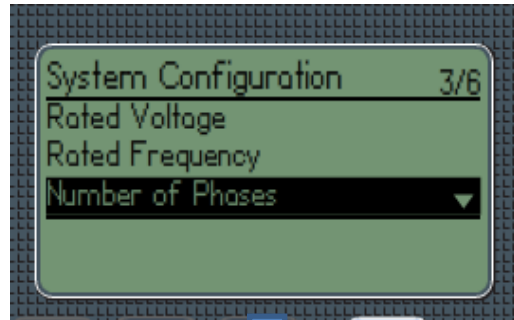 System Configuration 3/6
Rated Voltage
Rated Frequency
Number of Phases